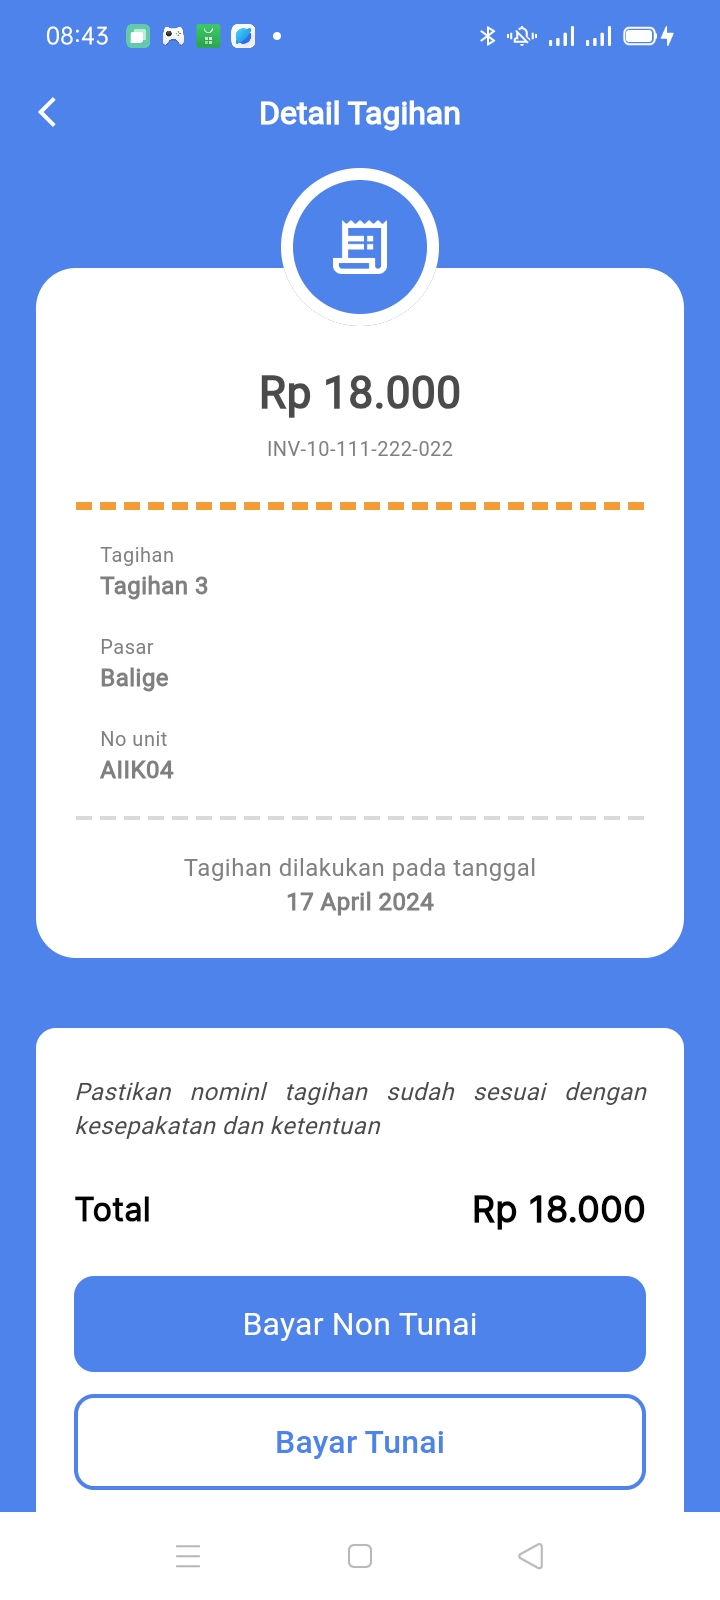 08:43
Detail Tagihan
Rp 18.000
INV-10-111-222-022
Tagihan
Tagihan 3
Pasar
Balige
No unit
AIIK04
Tagihan dilakukan pada tanggal
17 April 2024
Pastikan nominl tagihan sudah sesuai dengan
kesepakatan dan ketentuan
Total Rp 18.000
Bayar Non Tunai
Bayar Tunai